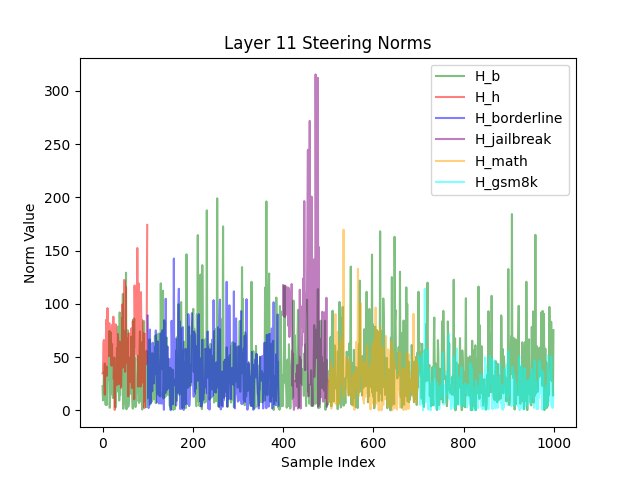 Layer 11 Steering Norms
300
250
200
150
100
50
0
Norm Value
H_b
H_h
H_borderline
H_jailbreak
H_math
H_gsm8k
0
200
400
600
800
1000
Sample Index